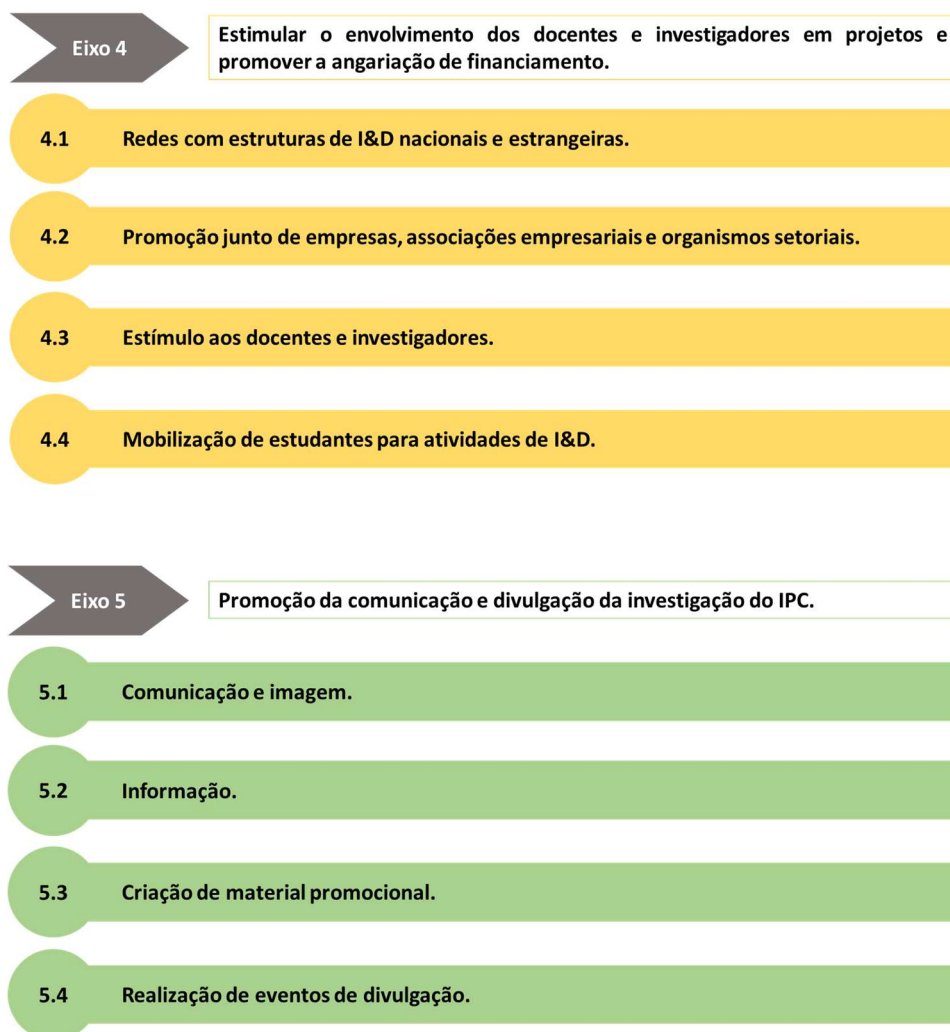 Eixo 4
Estimular o envolvimento dos docentes e investigadores em projetos e
promover a angariação de financiamento.
4.1 Redes com estruturas de I&D nacionais e estrangeiras.
4.2 Promoção junto de empresas, associações empresariais e organismos setoriais.
4.3 Estímulo aos docentes e investigadores.
4.4 Mobilização de estudantes para atividades de I&D.
Eixo 5
Promoção da comunicação e divulgação da investigação do IPC.
5.1 Comunicação e imagem.
5.2 Informação.
5.3 Criação de material promocional.
5.4 Realização de eventos de divulgação.